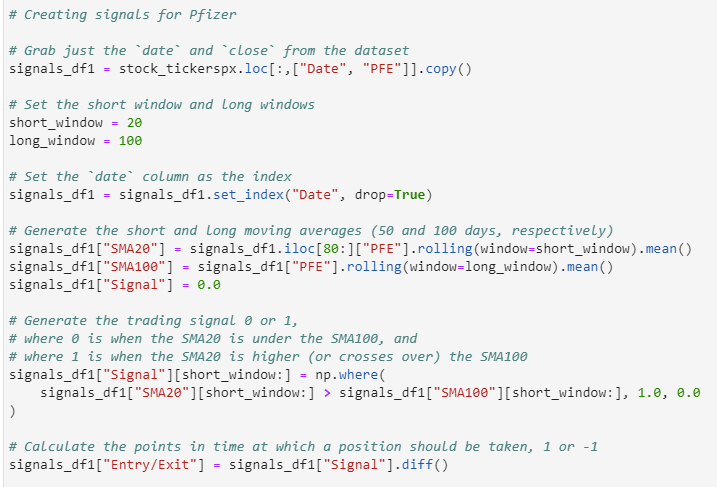 # Creating signals for Pfizer
# Grab just the `date` and `close` from the dataset
signals_df1 = stock_tickerspx.loc[:,["Date", "PFE"]].copy()
# Set the short window and long windows
short_window = 20
long_window = 100
# Set the `date` column as the index
signals_df1 = signals_df1.set_index("Date", drop=True)
# Generate the short and long moving averages (50 and 100 days, respectively)
signals_df1["SMA20"] = signals_df1.iloc[80:]["PFE"].rolling(window=short_window).mean()
signals_df1["SMA100"] = signals_df1["PFE"].rolling(window=long_window).mean()
signals_df1["Signal"] = 0.0
# Generate the trading signal 0 or 1,
# where 0 is when the SMA20 is under the SMA100, and
# where 1 is when the SMA20 is higher (or crosses over) the SMA100
signals_df1["Signal"][short_window:] = np.where(
    signals_df1["SMA20"][short_window:] > signals_df1["SMA100"][short_window:], 1.0, 0.0
)
# Calculate the points in time at which a position should be taken, 1 or -1
signals_df1["Entry/Exit"] = signals_df1["Signal"].diff()